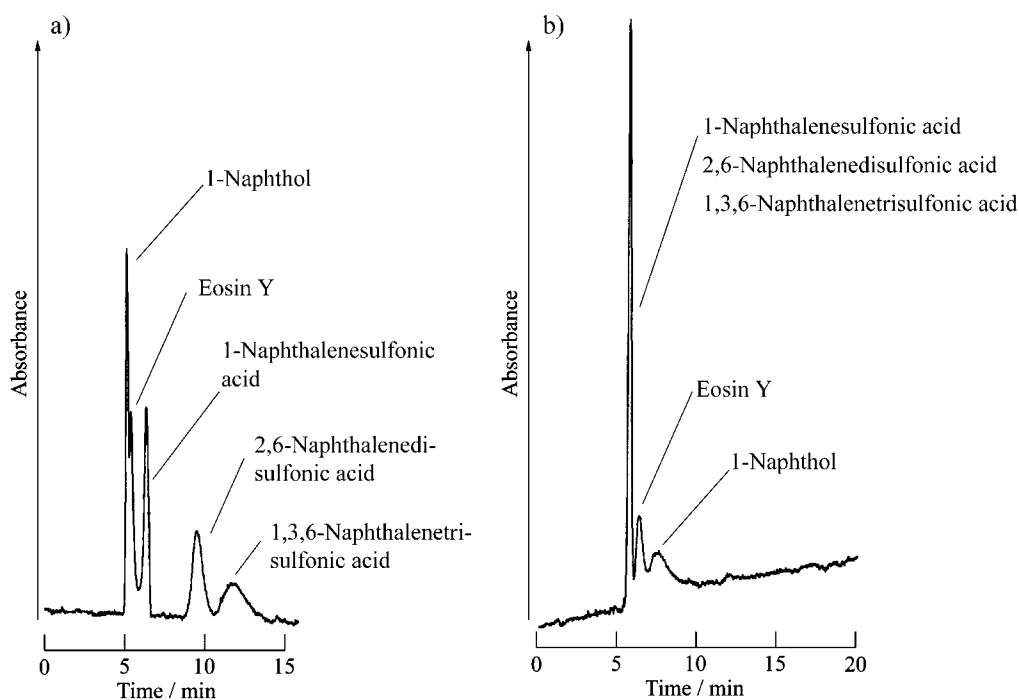 a)
1-Naphthol
Eosin Y
1-Naphthalenesulfonic
acid
2,6-Naphthalenedi-
sulfonic acid
1,3,6-Naphthalenetri-
sulfonic acid
Absorbance
0 5 10 15
Time / min
b)
1-Naphthalenesulfonic acid
2,6-Naphthalenedisulfonic acid
1,3,6-Naphthalenetrisulfonic acid
Eosin Y
1-Naphthol
Absorbance
0 5 10 15 20
Time / min